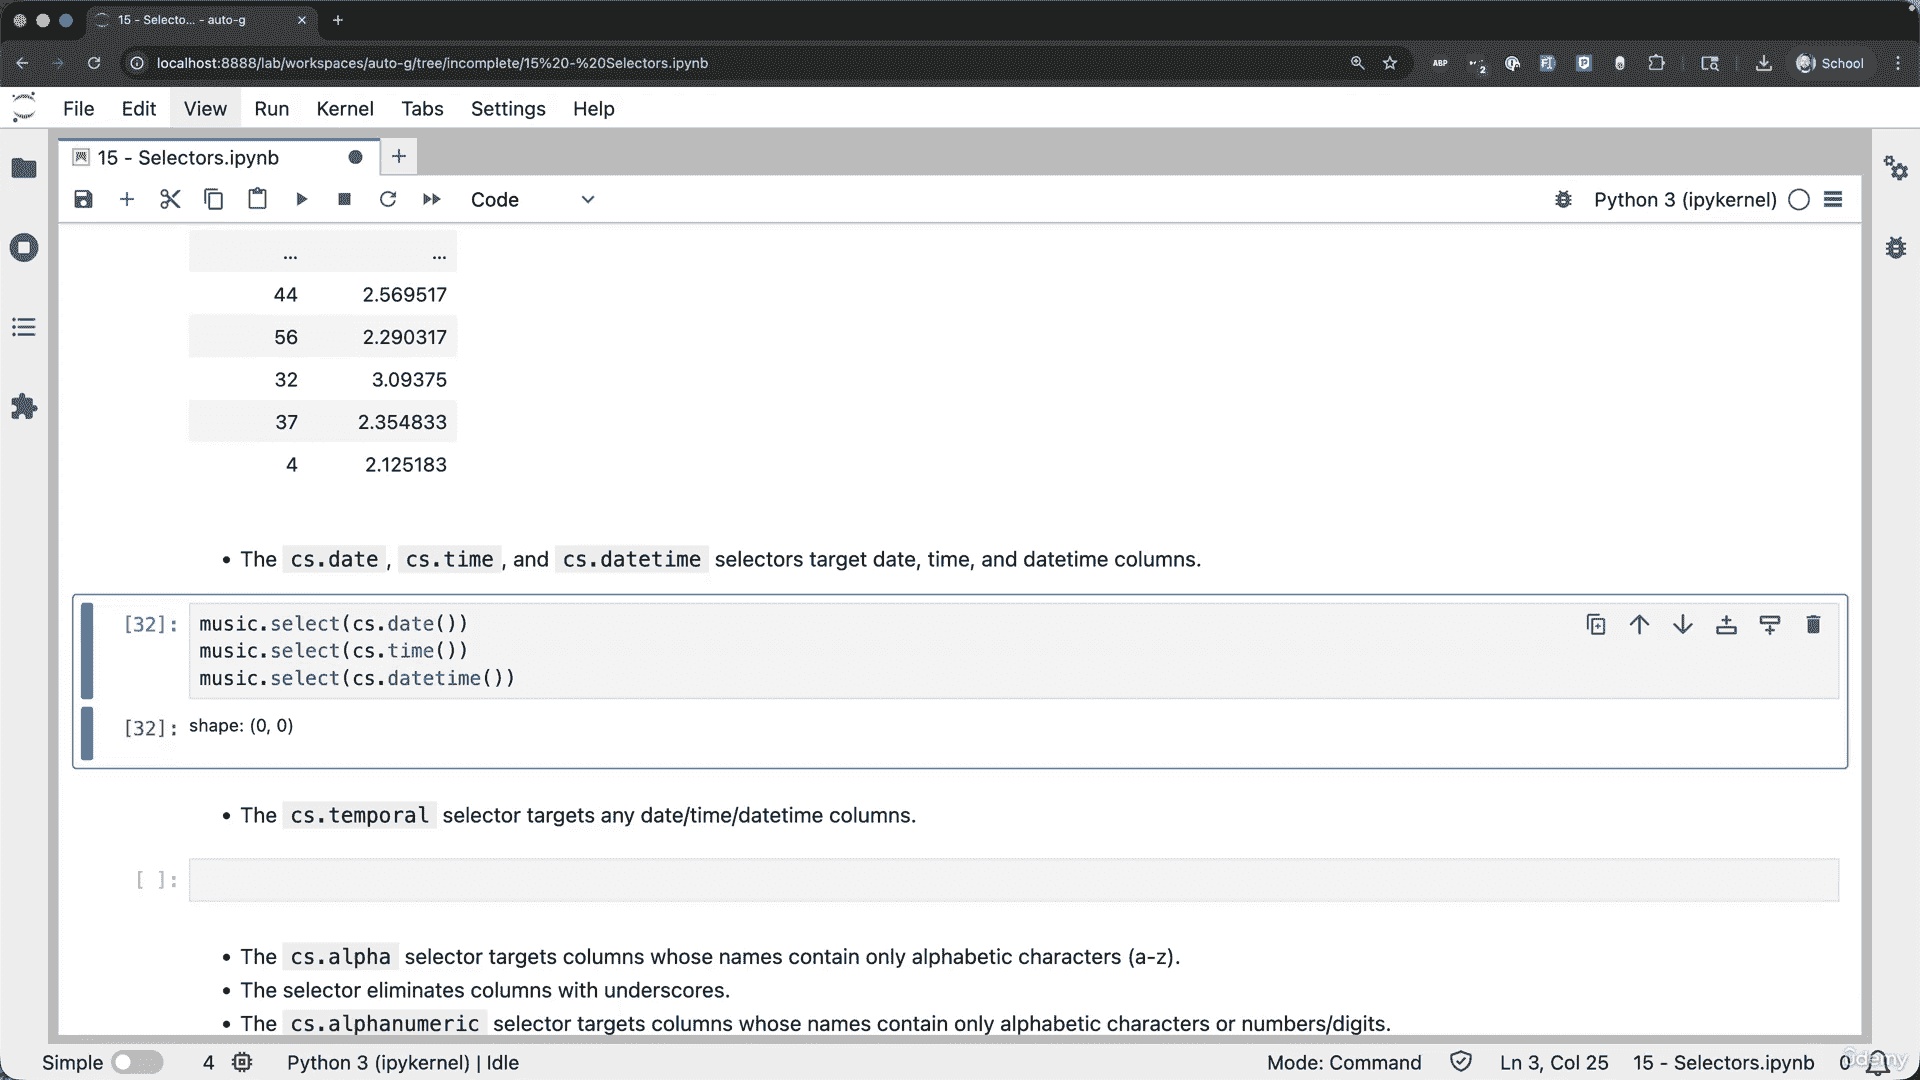 15 - Selecto... - auto-g
localhost:8888/lab/workspaces/auto-g/tree/incomplete/15%20-%20Selectors.ipynb
ABP
2
School
File Edit View Run Kernel Tabs Settings Help
15 - Selectors.ipynb
Code
Python 3 (ipykernel)
... ...
44 2.569517
56 2.290317
32 3.09375
37 2.354833
4 2.125183
• The cs.date , cs.time , and cs.datetime selectors target date, time, and datetime columns.
[32]: music.select(cs.date())
music.select(cs.time())
music.select(cs.datetime())
[32]: shape: (0, 0)
• The cs.temporal selector targets any date/time/datetime columns.
[ ]:
• The cs.alpha selector targets columns whose names contain only alphabetic characters (a-z).
• The selector eliminates columns with underscores.
• The cs.alphanumeric selector targets columns whose names contain only alphabetic characters or numbers/digits.
Simple 4 Python 3 (ipykernel) | Idle Mode: Command Ln 3, Col 25 15 - Selectors.ipynb 0
udemy